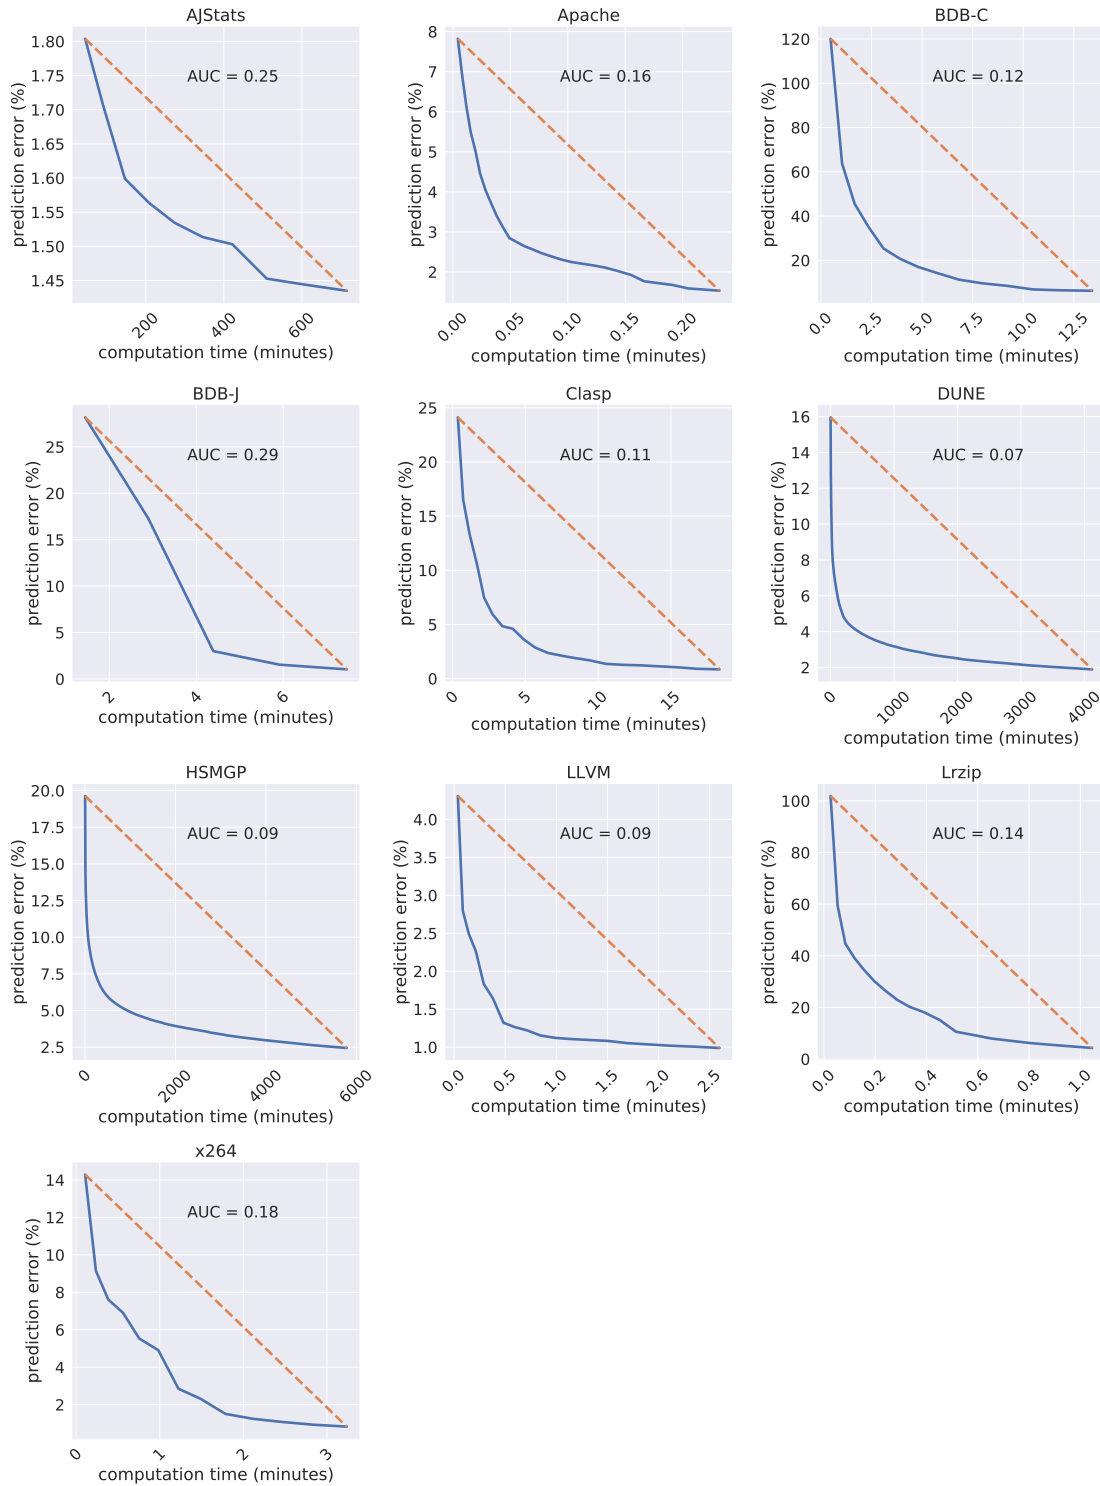 AJStats
prediction error (%)
1.80
1.75
1.70
1.65
1.60
1.55
1.50
1.45
AUC = 0.25
200
400
600
computation time (minutes)
Apache
prediction error (%)
8
7
6
5
4
3
2
AUC = 0.16
0.00
0.05
0.10
0.15
0.20
computation time (minutes)
BDB-C
prediction error (%)
120
100
80
60
40
20
AUC = 0.12
0.0
2.5
5.0
7.5
10.0
12.5
computation time (minutes)
BDB-J
prediction error (%)
25
20
15
10
5
0
AUC = 0.29
2
4
6
computation time (minutes)
Clasp
prediction error (%)
25
20
15
10
5
0
AUC = 0.11
0
5
10
15
computation time (minutes)
DUNE
prediction error (%)
16
14
12
10
8
6
4
2
AUC = 0.07
0
1000
2000
3000
4000
computation time (minutes)
HSMGP
prediction error (%)
20.0
17.5
15.0
12.5
10.0
7.5
5.0
2.5
AUC = 0.09
0
2000
4000
6000
computation time (minutes)
LLVM
prediction error (%)
4.0
3.5
3.0
2.5
2.0
1.5
1.0
AUC = 0.09
0.0
0.5
1.0
1.5
2.0
2.5
computation time (minutes)
Lrzip
prediction error (%)
100
80
60
40
20
0
AUC = 0.14
0.0
0.2
0.4
0.6
0.8
1.0
computation time (minutes)
x264
prediction error (%)
14
12
10
8
6
4
2
AUC = 0.18
0
1
2
3
computation time (minutes)